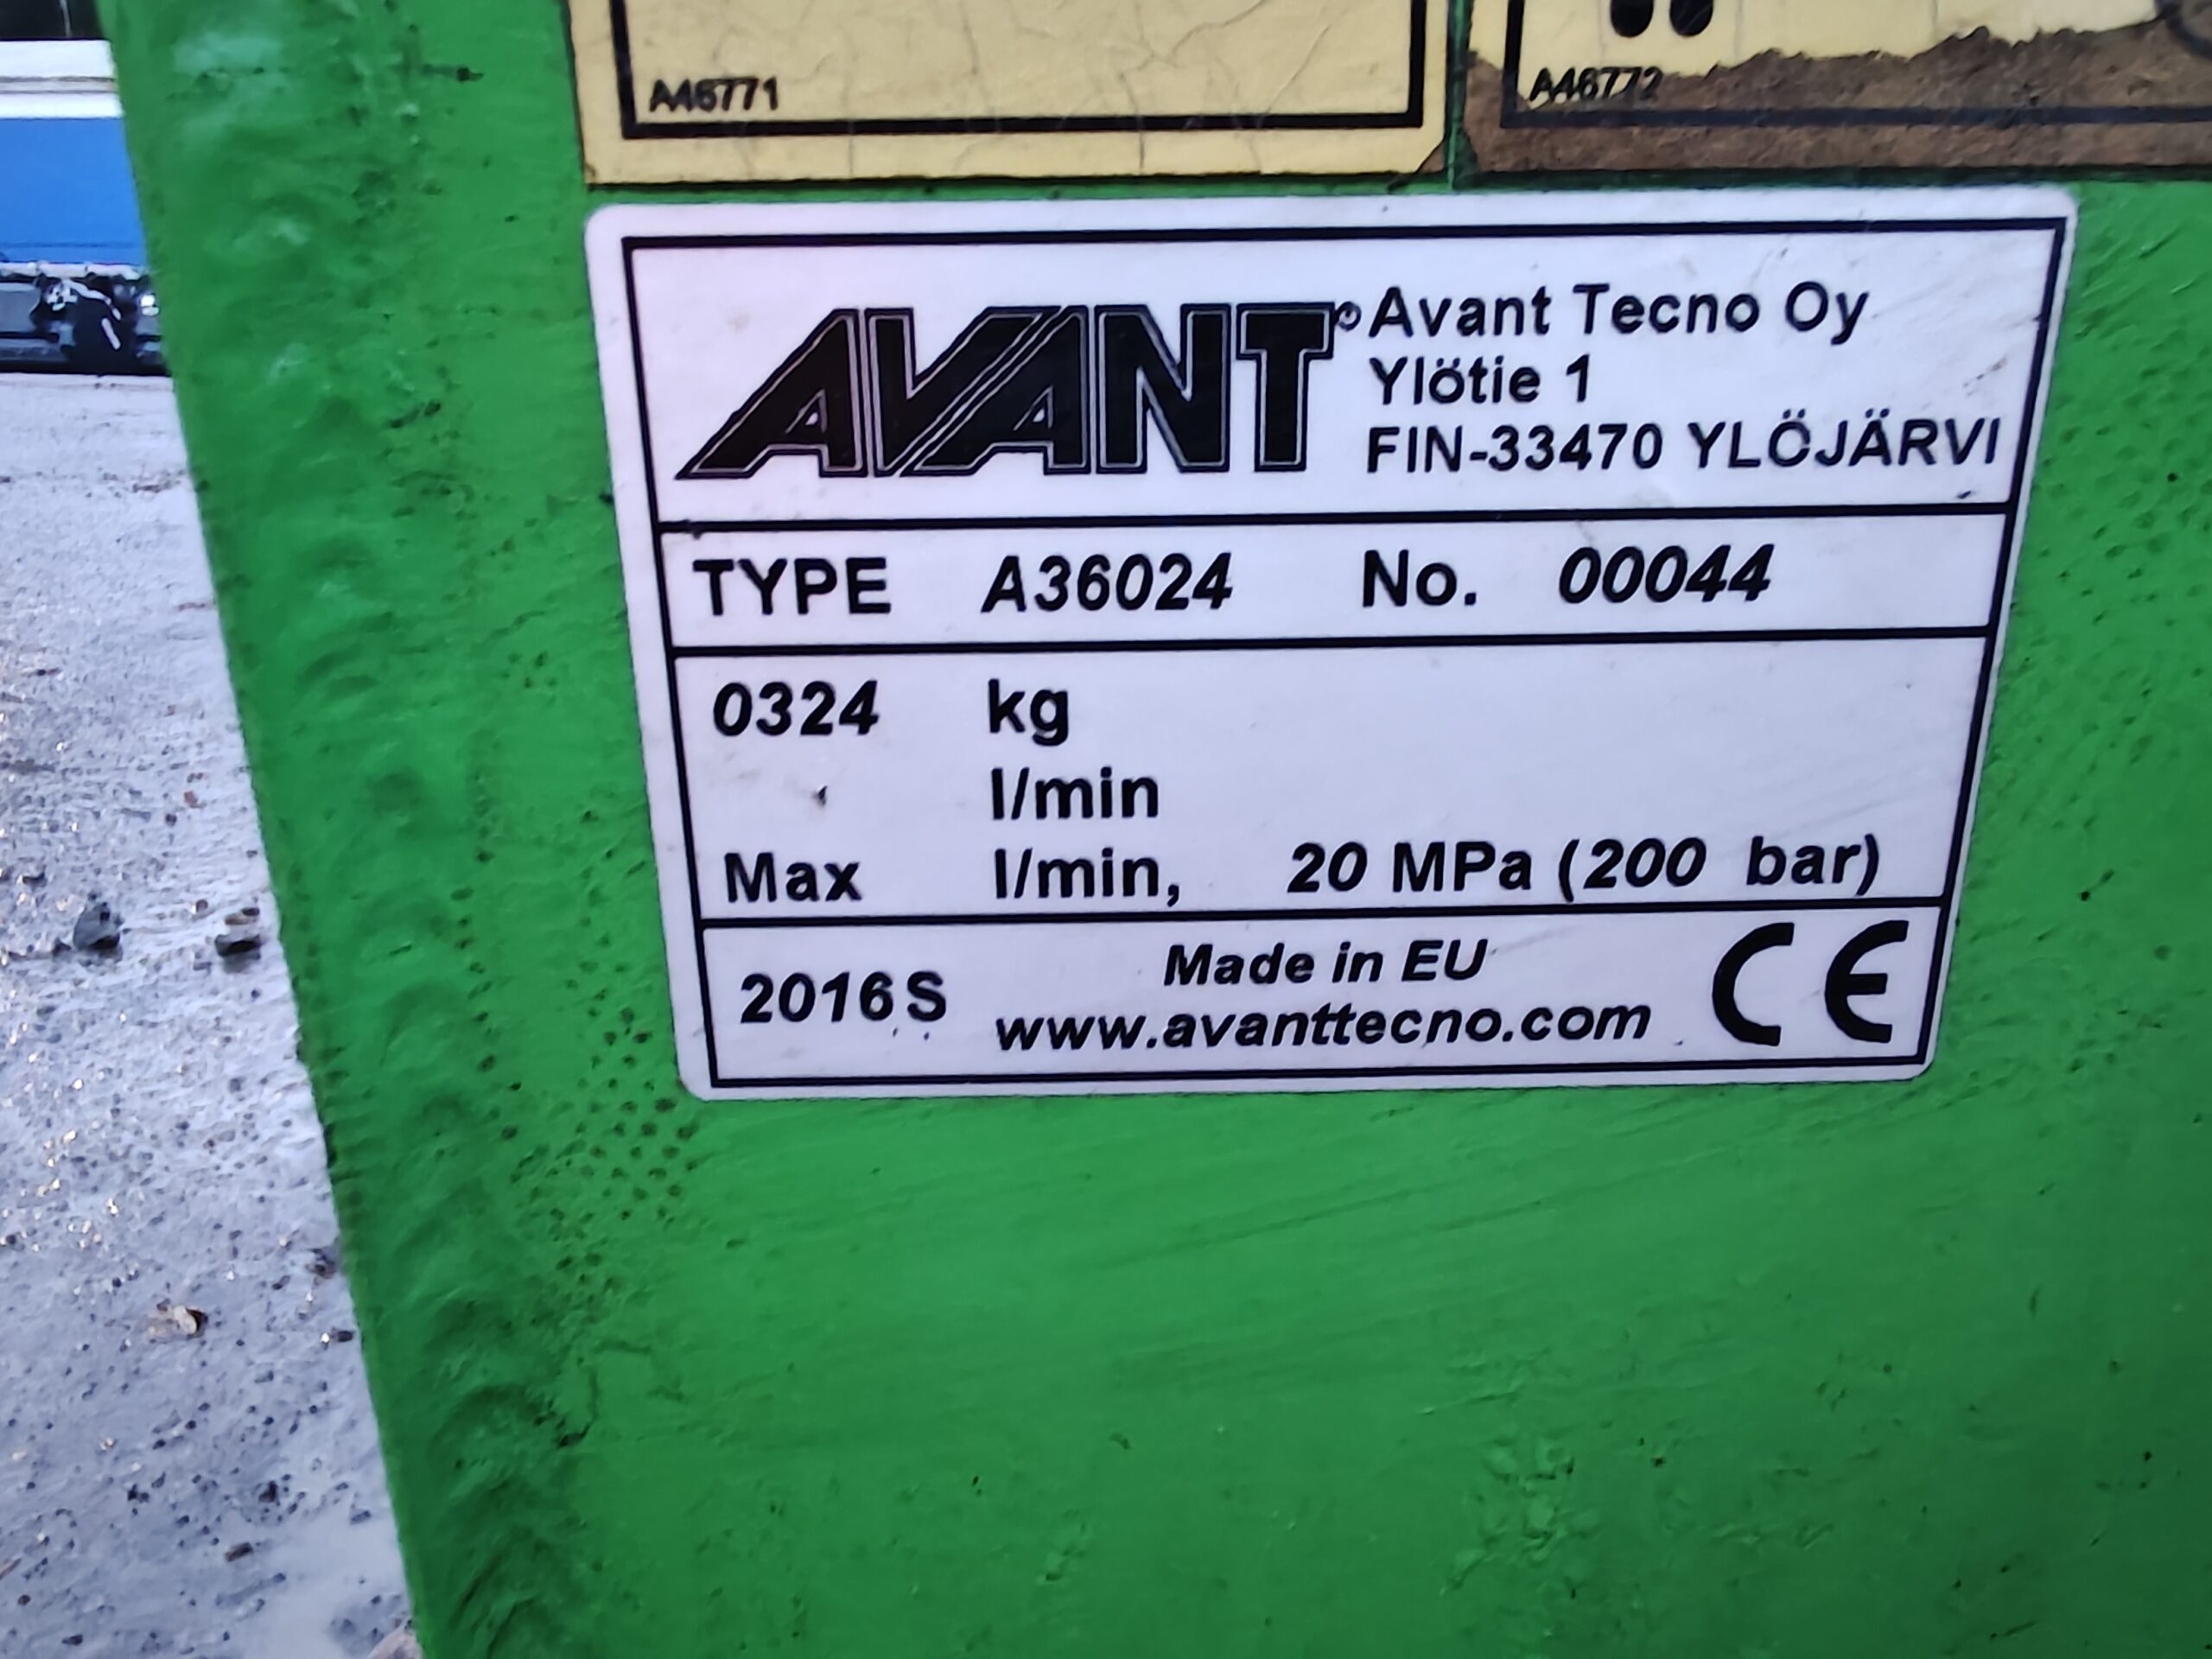 A46771
A46772
AVANT® Avant Tecno Oy
Ylötie 1
FIN-33470 YLÖJÄRVI
TYPE A36024 No. 00044
0324 kg
l/min
Max l/min, 20 MPa (200 bar)
2016S Made in EU
www.avanttecno.com CE